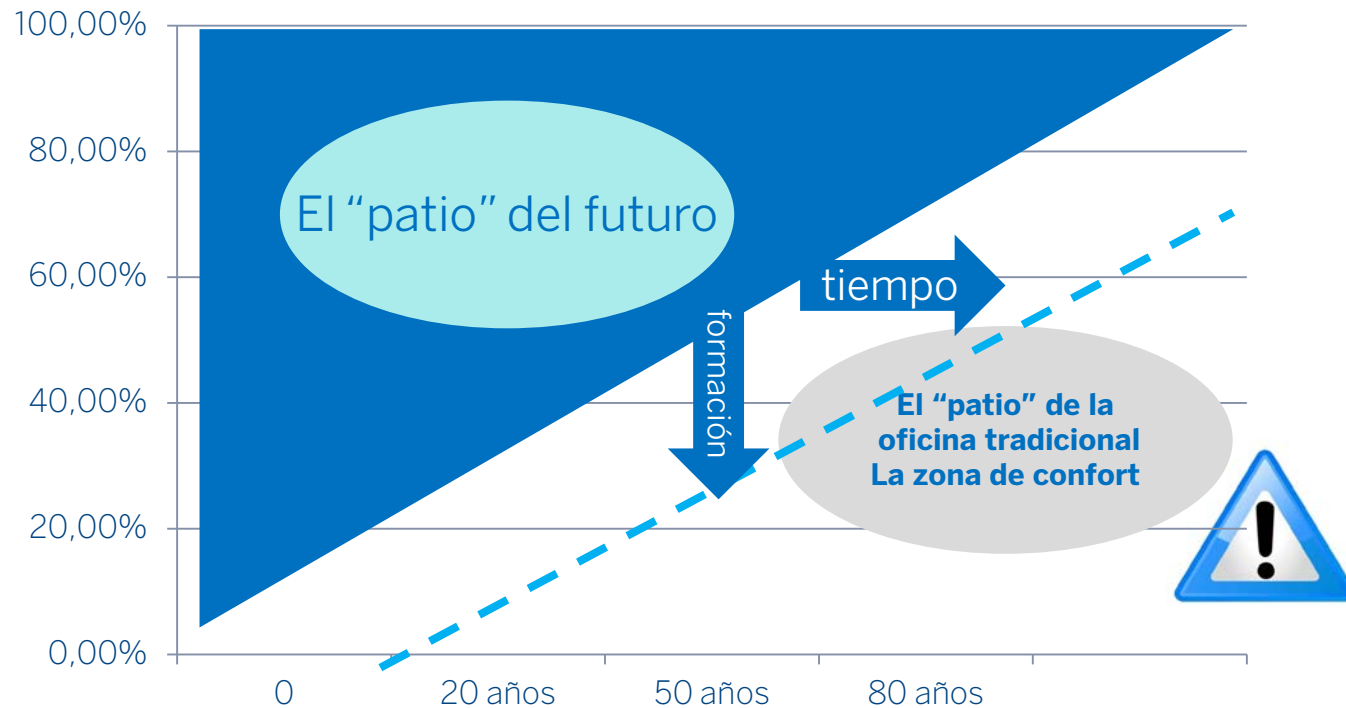 100,00%
80,00%
60,00%
40,00%
20,00%
0,00%
El “patio” del futuro
tiempo
formación
El “patio” de la
oficina tradicional
La zona de confort
!
0
20 años
50 años
80 años